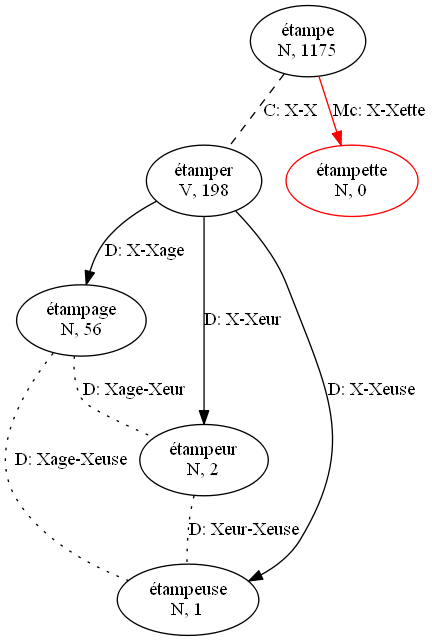 étampe
N, 1175
C: X-X
Mc: X-Xette
étamper
V, 198
étampette
N, 0
D: X-Xage
étampage
N, 56
D: X-Xeur
D: Xage-Xeur
D: X-Xeuse
étampeur
N, 2
D: Xage-Xeuse
D: Xeur-Xeuse
étampeuse
N, 1